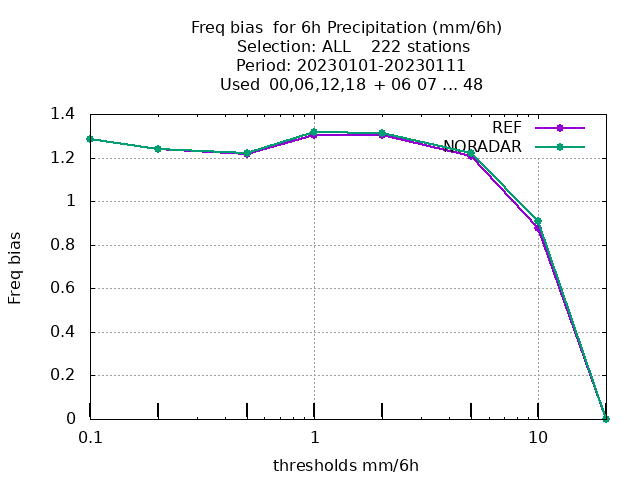 Freq bias  for 6h Precipitation (mm/6h)
Selection: ALL    222 stations
Period: 20230101-20230111
Used 00,06,12,18 + 06 07 ... 48
REF
NORADAR
1.4
1.2
1
0.8
0.6
0.4
0.2
0
Freq bias
0.1
1
10
thresholds mm/6h